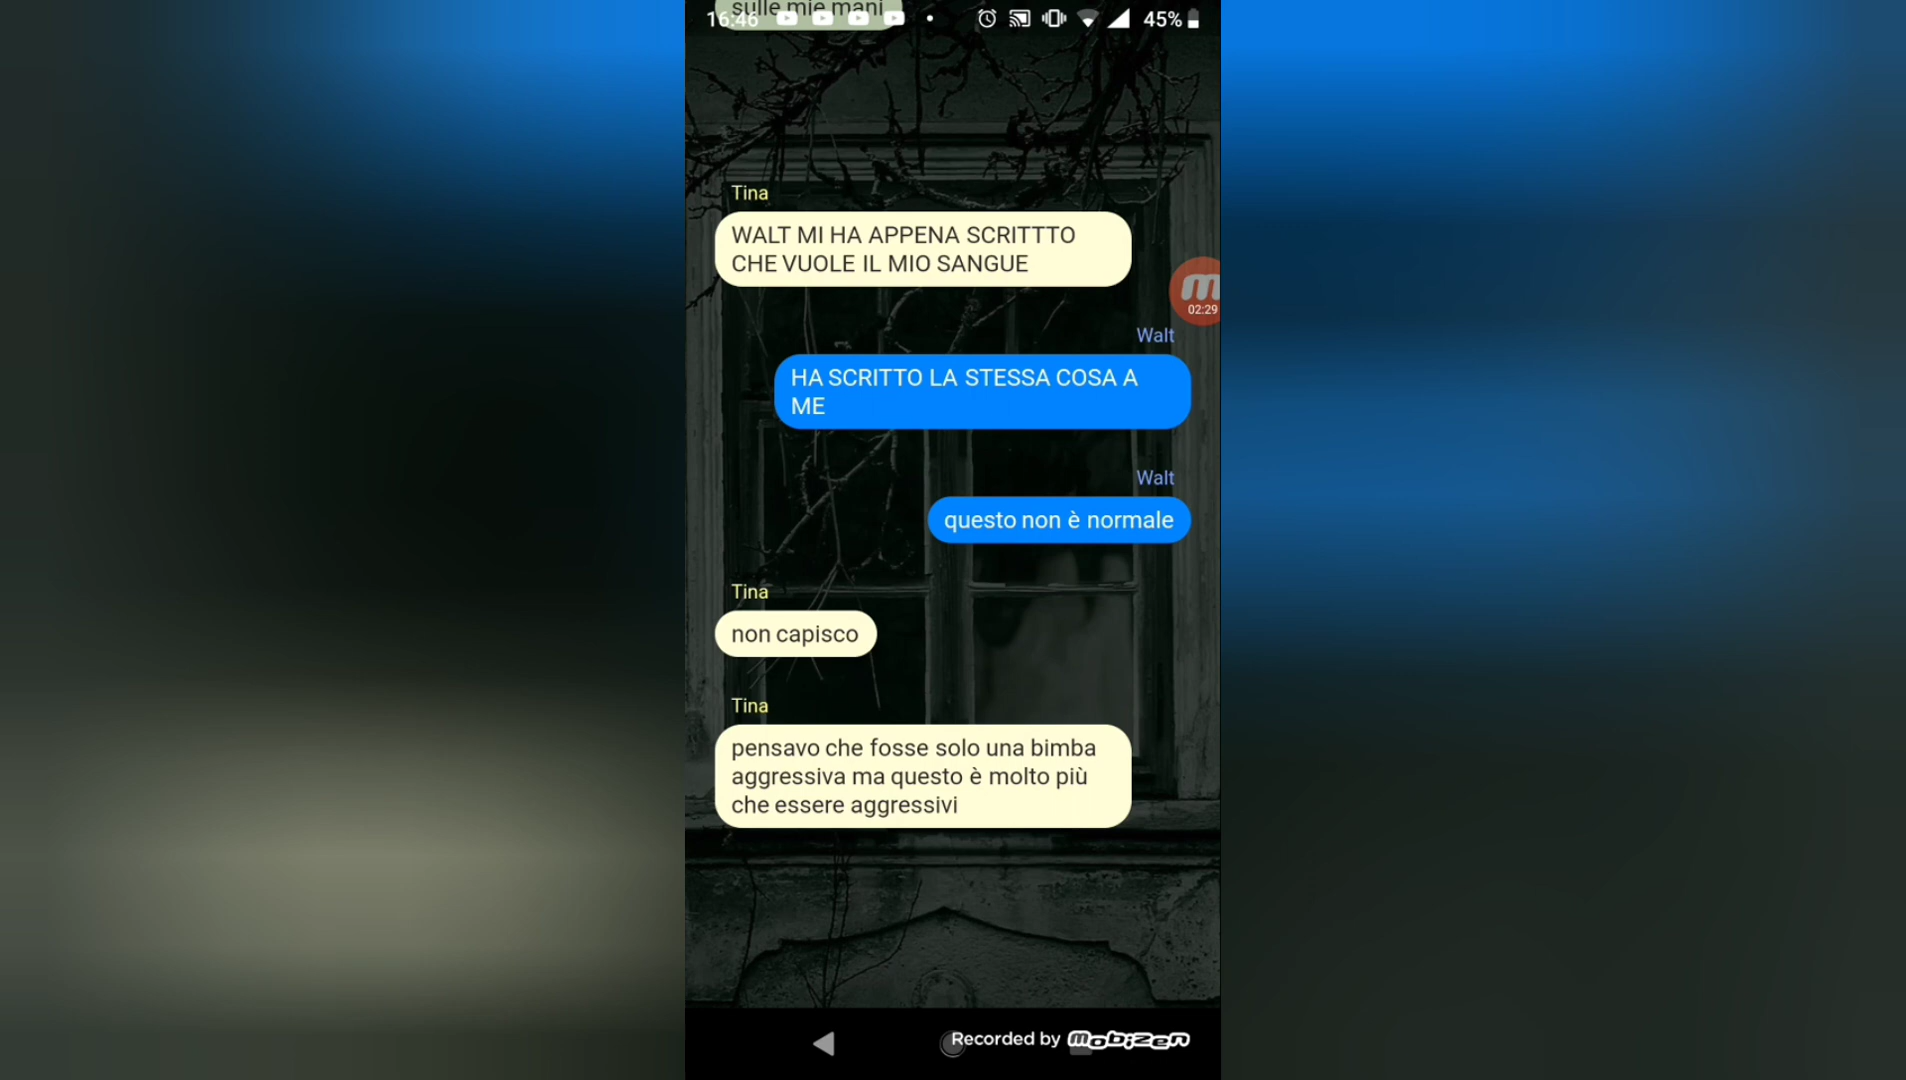 sulle mie mani
16:46
45%
Tina
WALT MI HA APPENA SCRITTTO
CHE VUOLE IL MIO SANGUE
02:29
Walt
HA SCRITTO LA STESSA COSA A
ME
Walt
questo non è normale
Tina
non capisco
Tina
pensavo che fosse solo una bimba
aggressiva ma questo è molto più
che essere aggressivi
Recorded by mobizen